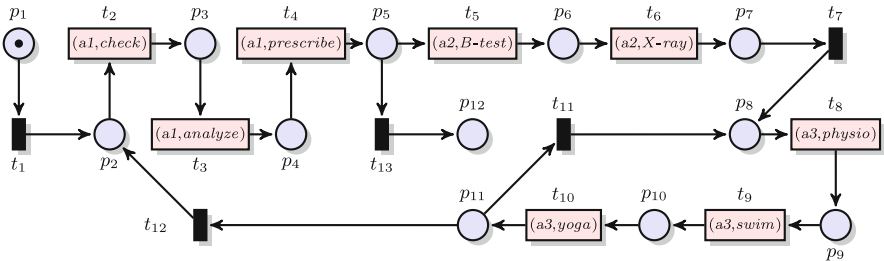 p1 t2 p3 t4 p5 t5 p6 t6 p7 t7
(a1,check) (a1,prescribe) (a2,B-test) (a2,X-ray)
p12 t11 p8 t8
(a1,analyze) (a3,physio)
t1 p2 t3 p4 t13
p11 t10 p10 t9
t12 (a3,yoga) (a3,swim)
p9